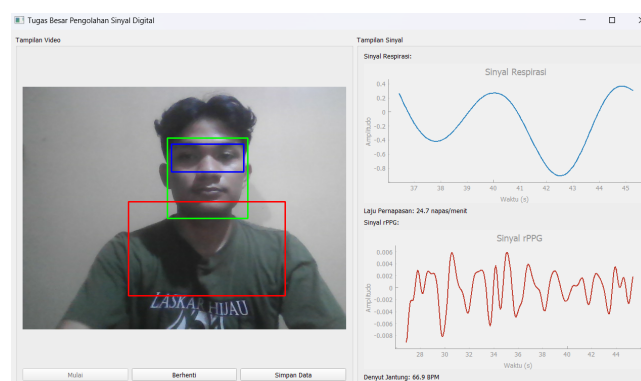 Tugas Besar Pengolahan Sinyal Digital
Tampilan Video
LASKAR HIJAU
Mulai
Berhenti
Simpan Data
Tampilan Sinyal
Sinyal Respirasi:
Sinyal Respirasi
Amplitudo
0.4
0.2
0
-0.2
-0.4
-0.6
-0.8
37 38 39 40 41 42 43 44 45
Waktu (s)
Laju Pernapasan: 24.7 napas/menit
Sinyal rPPG:
Sinyal rPPG
Amplitudo
0.006
0.004
0.002
0
-0.002
-0.004
-0.006
-0.008
28 30 32 34 36 38 40 42 44
Waktu (s)
Denyut Jantung: 66.9 BPM